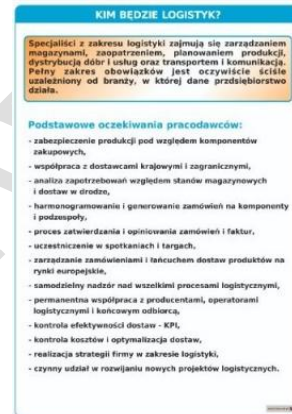 KIM BĘDZIE LOGISTYK?
Specjaliści z zakresu logistyki zajmują się zarządzaniem
magazynami, zaopatrzeniem, planowaniem produkcji,
dystrybucją dóbr i usług oraz transportem i komunikacją.
Pełny zakres obowiązków jest oczywiście ściśle
uzależniony od branży, w której dane przedsiębiorstwo
działa.
Podstawowe oczekiwania pracodawców:
- zabezpieczenie produkcji pod względem komponentów
zakupowych,
- współpraca z dostawcami krajowymi i zagranicznymi,
- analiza zapotrzebowań względem stanów magazynowych
i dostaw w drodze,
- harmonogramowanie i generowanie zamówień na komponenty
i podzespoły,
- proces zatwierdzania i opiniowania zamówień i faktur,
- uczestniczenie w spotkaniach i targach,
- zarządzanie zamówieniami i łańcuchem dostaw produktów na
rynki europejskie,
- samodzielny nadzór nad wszelkimi procesami logistycznymi,
- permanentna współpraca z producentami, operatorami
logistycznymi i końcowym odbiorcą,
- kontrola efektywności dostaw - KPI,
- kontrola kosztów i optymalizacja dostaw,
- realizacja strategii firmy w zakresie logistyki,
- czynny udział w rozwijaniu nowych projektów logistycznych.